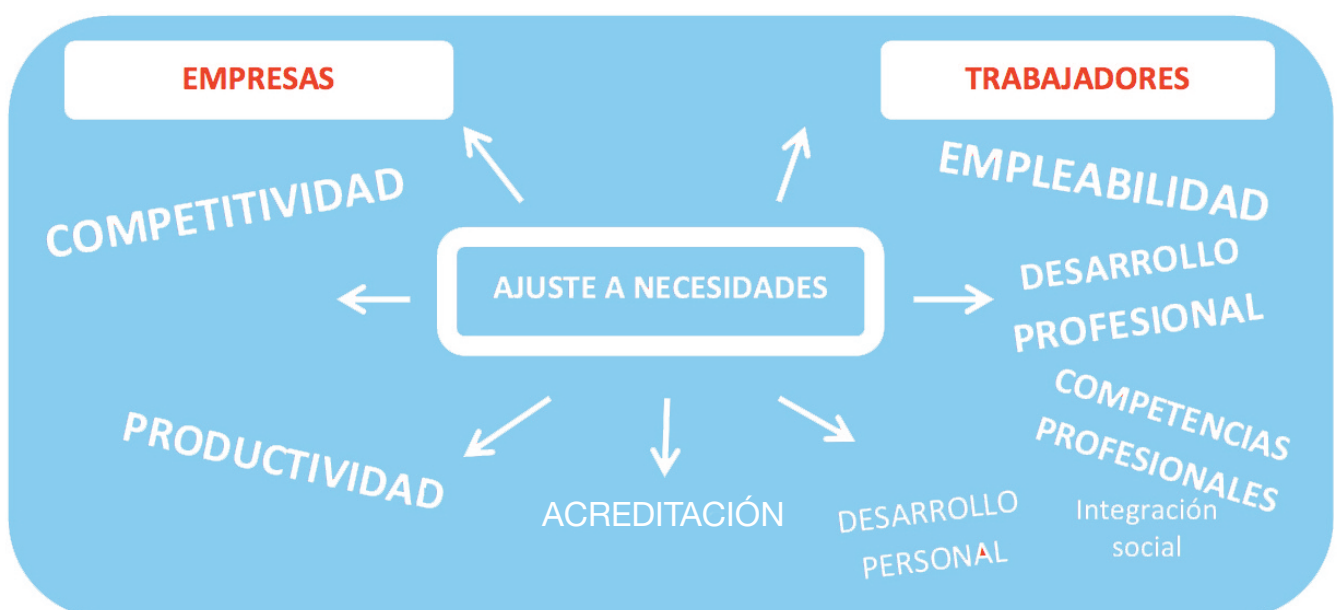 EMPRESAS
TRABAJADORES
COMPETITIVIDAD
EMPLEABILIDAD
AJUSTE A NECESIDADES
DESARROLLO
PROFESIONAL
PRODUCTIVIDAD
COMPETENCIAS
PROFESIONALES
ACREDITACIÓN
DESARROLLO
PERSONAL
Integración
social